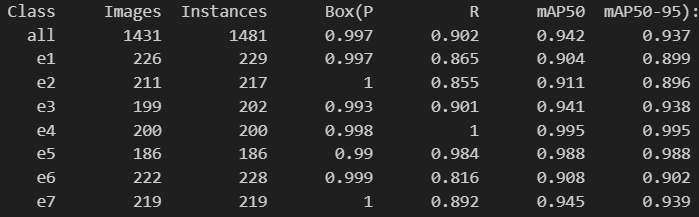 Class Images Instances Box(P R mAP50 mAP50-95):
all 1431 1481 0.997 0.902 0.942 0.937
e1 226 229 0.997 0.865 0.904 0.899
e2 211 217 1 0.855 0.911 0.896
e3 199 202 0.993 0.901 0.941 0.938
e4 200 200 0.998 1 0.995 0.995
e5 186 186 0.99 0.984 0.988 0.988
e6 222 228 0.999 0.816 0.908 0.902
e7 219 219 1 0.892 0.945 0.939